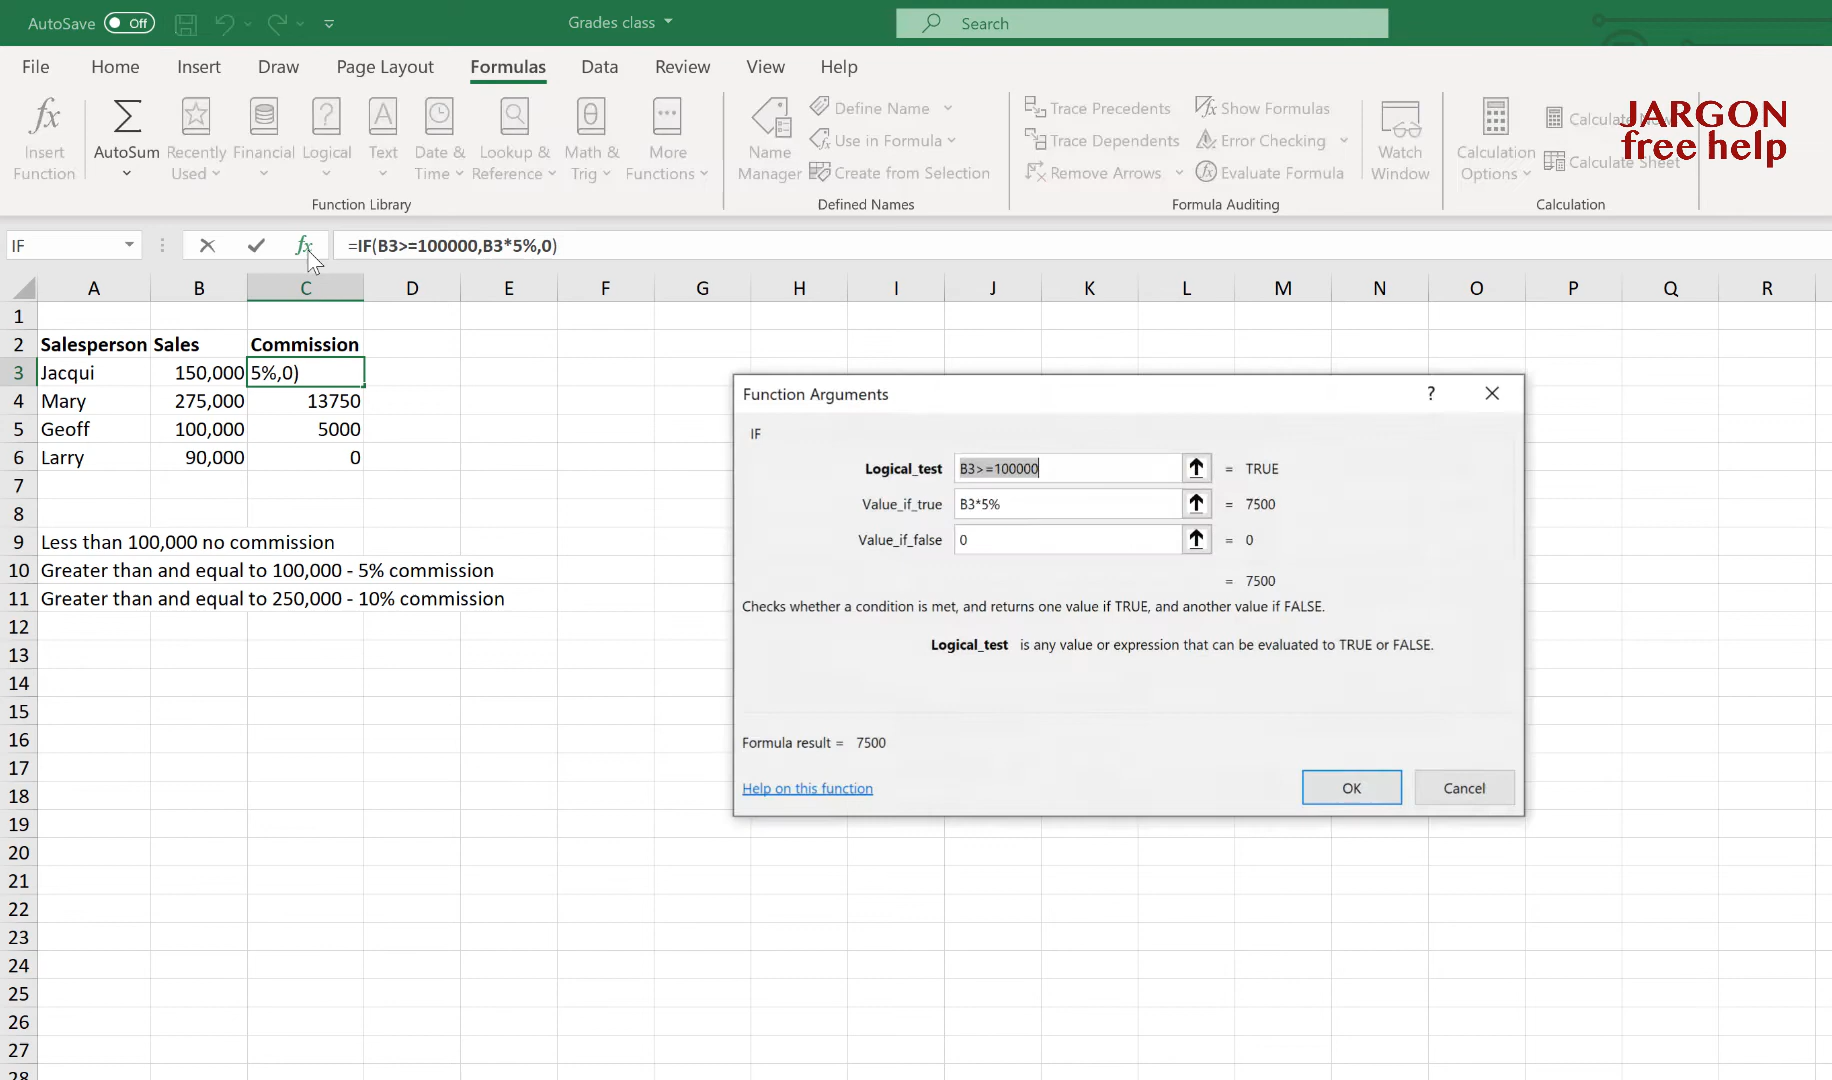 AutoSave Off Grades class Search
File Home Insert Draw Page Layout Formulas Data Review View Help
Insert Function
AutoSum
Recently Used
Financial
Logical
Text
Date & Time
Lookup & Reference
Math & Trig
More Functions
Function Library
Name Manager
Define Name
Use in Formula
Create from Selection
Defined Names
Trace Precedents
Trace Dependents
Remove Arrows
Show Formulas
Error Checking
Evaluate Formula
Formula Auditing
Watch Window
Calculation Options
Calculate Now
Calculate Sheet
Calculation
JARGON
free help
IF fx =IF(B3>=100000,B3*5%,0)
A B C D E F G H I J K L M N O P Q R
1
2 Salesperson Sales Commission
3 Jacqui 150,000 5%,0)
4 Mary 275,000 13750
5 Geoff 100,000 5000
6 Larry 90,000 0
7
8
9 Less than 100,000 no commission
10 Greater than and equal to 100,000 - 5% commission
11 Greater than and equal to 250,000 - 10% commission
12
13
14
15
16
17
18
19
20
21
22
23
24
25
26
27
28
Function Arguments ?
IF
Logical_test B3>=100000 = TRUE
Value_if_true B3*5% = 7500
Value_if_false 0 = 0
= 7500
Checks whether a condition is met, and returns one value if TRUE, and another value if FALSE.
Logical_test is any value or expression that can be evaluated to TRUE or FALSE.
Formula result = 7500
Help on this function OK Cancel